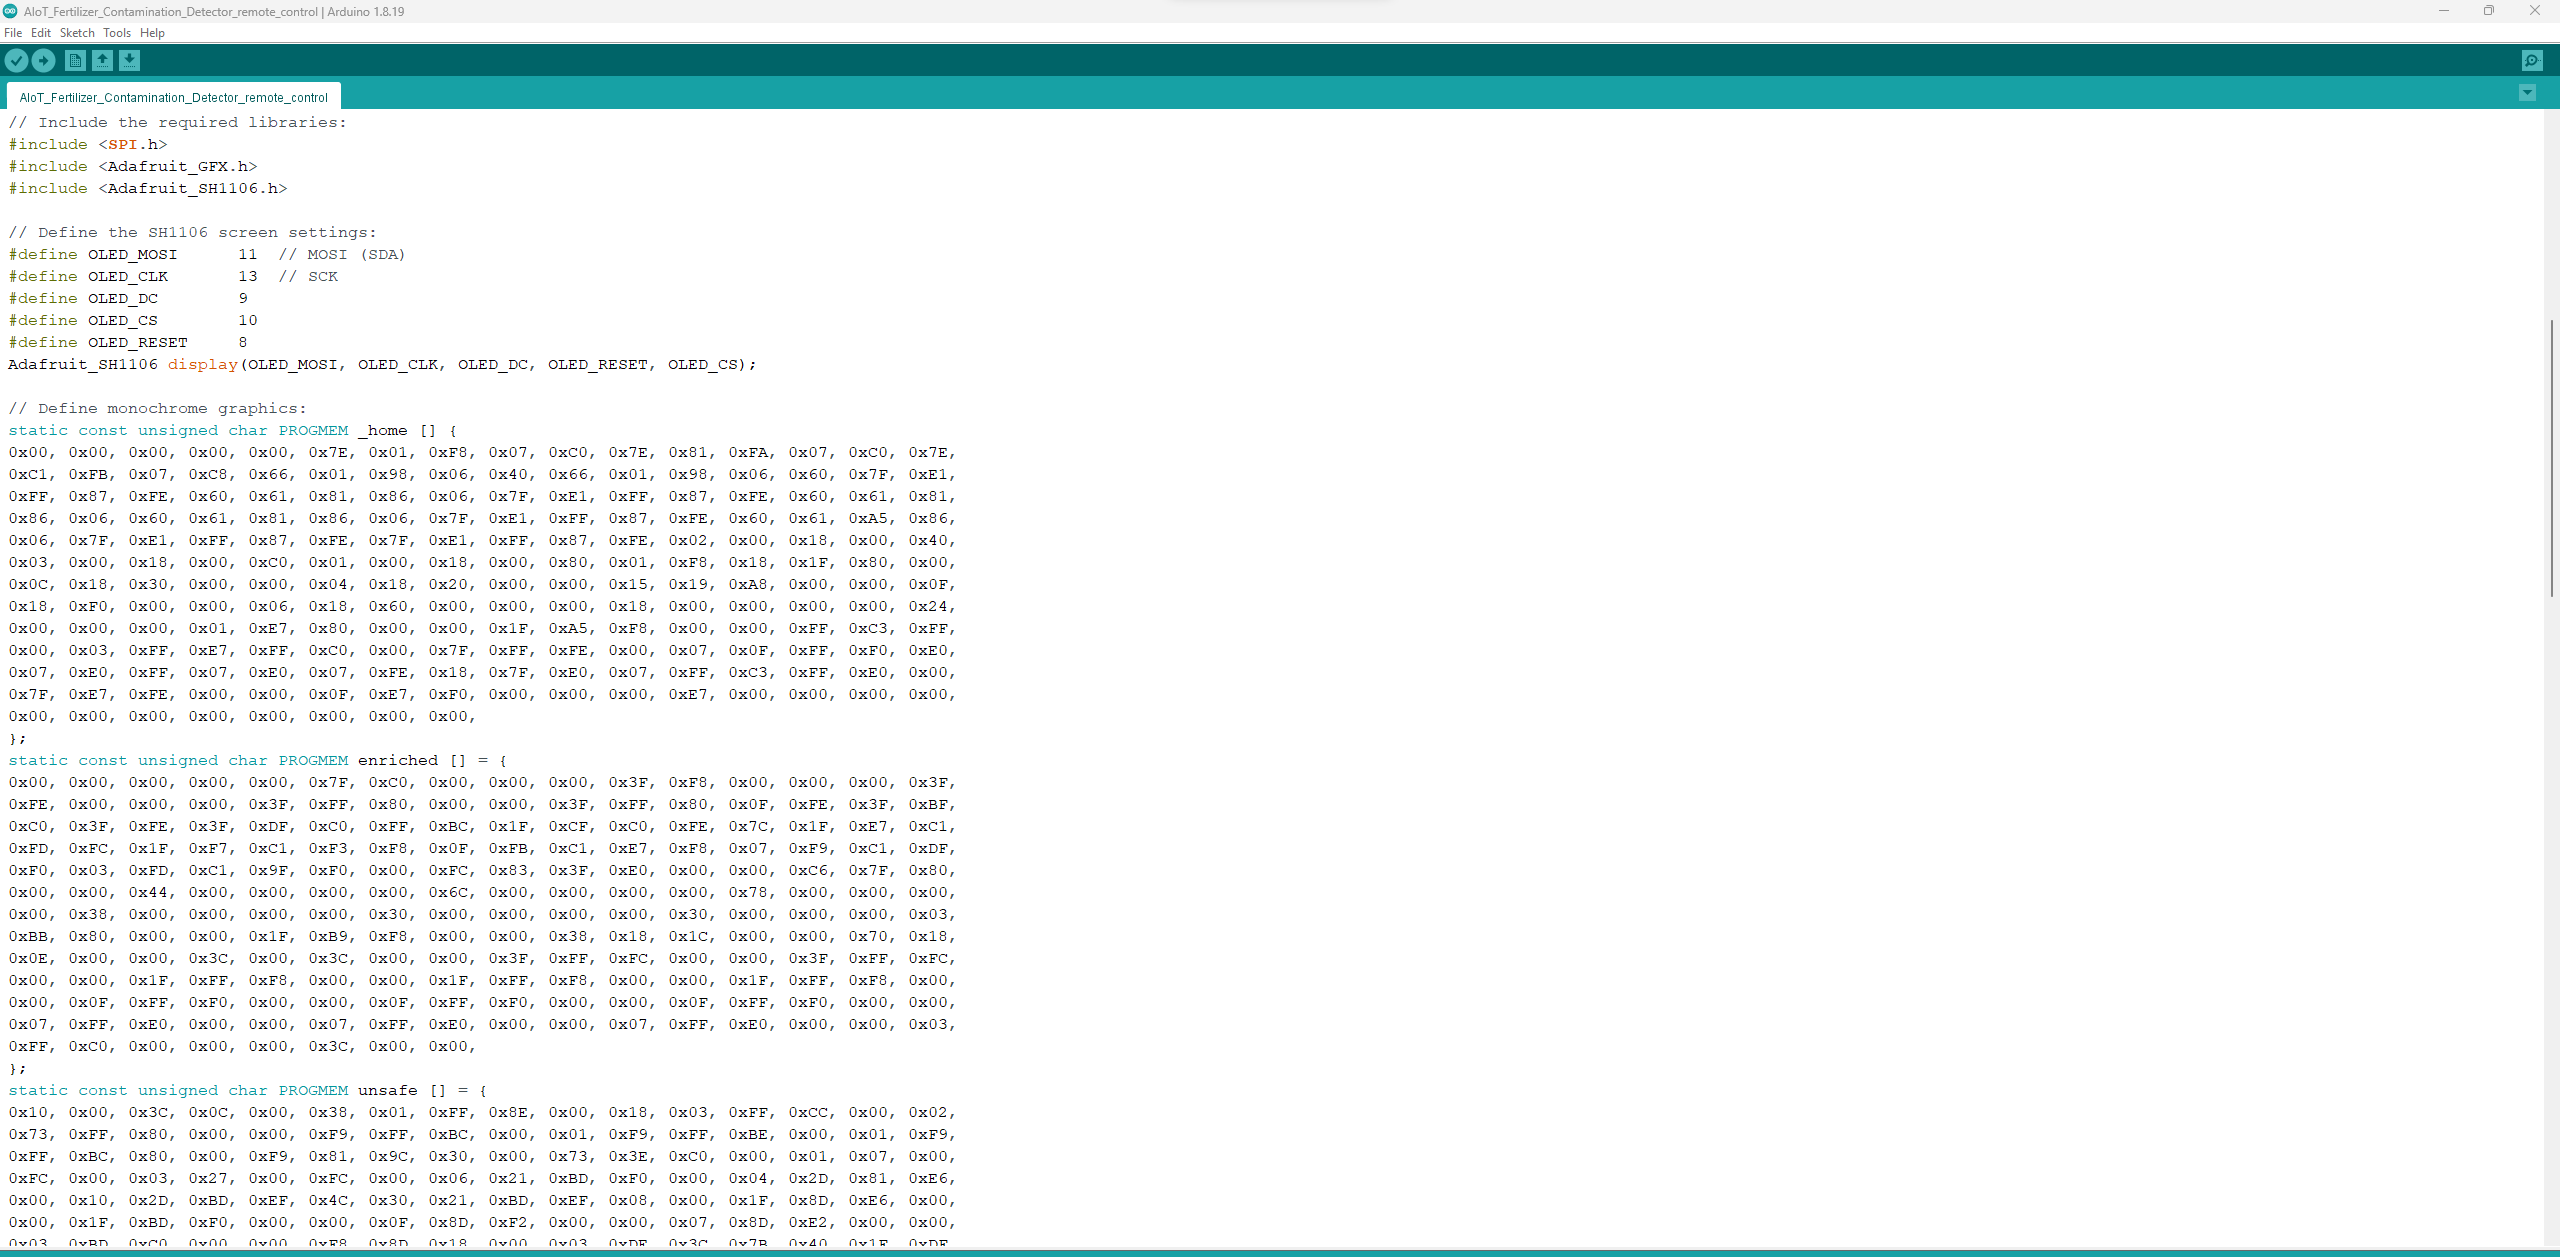 AIoT_Fertilizer_Contamination_Detector_remote_control | Arduino 1.8.19
File Edit Sketch Tools Help
AIoT_Fertilizer_Contamination_Detector_remote_control
// Include the required libraries:
#include <SPI.h>
#include <Adafruit_GFX.h>
#include <Adafruit_SH1106.h>
// Define the SH1106 screen settings:
#define OLED_MOSI 11 // MOSI (SDA)
#define OLED_CLK 13 // SCK
#define OLED_DC 9
#define OLED_CS 10
#define OLED_RESET 8
Adafruit_SH1106 display(OLED_MOSI, OLED_CLK, OLED_DC, OLED_RESET, OLED_CS);
// Define monochrome graphics:
static const unsigned char PROGMEM _home [] {
0x00, 0x00, 0x00, 0x00, 0x00, 0x7E, 0x01, 0xF8, 0x07, 0xC0, 0x7E, 0x81, 0xFA, 0x07, 0xC0, 0x7E,
0xC1, 0xFB, 0x07, 0xC8, 0x66, 0x01, 0x98, 0x06, 0x40, 0x66, 0x01, 0x98, 0x06, 0x60, 0x7F, 0xE1,
0xFF, 0x87, 0xFE, 0x60, 0x61, 0x81, 0x86, 0x06, 0x7F, 0xE1, 0xFF, 0x87, 0xFE, 0x60, 0x61, 0x81,
0x86, 0x06, 0x60, 0x61, 0x81, 0x86, 0x06, 0x7F, 0xE1, 0xFF, 0x87, 0xFE, 0x60, 0x61, 0xA5, 0x86,
0x06, 0x7F, 0xE1, 0xFF, 0x87, 0xFE, 0x7F, 0xE1, 0xFF, 0x87, 0xFE, 0x02, 0x00, 0x18, 0x00, 0x40,
0x03, 0x00, 0x18, 0x00, 0xC0, 0x01, 0x00, 0x18, 0x00, 0x80, 0x01, 0xF8, 0x18, 0x1F, 0x80, 0x00,
0x0C, 0x18, 0x30, 0x00, 0x00, 0x04, 0x18, 0x20, 0x00, 0x00, 0x15, 0x19, 0xA8, 0x00, 0x00, 0x0F,
0x18, 0xF0, 0x00, 0x00, 0x06, 0x18, 0x60, 0x00, 0x00, 0x00, 0x18, 0x00, 0x00, 0x00, 0x00, 0x24,
0x00, 0x00, 0x00, 0x01, 0xE7, 0x80, 0x00, 0x00, 0x1F, 0xA5, 0xF8, 0x00, 0x00, 0xFF, 0xC3, 0xFF,
0x00, 0x03, 0xFF, 0xE7, 0xFF, 0xC0, 0x00, 0x7F, 0xFF, 0xFE, 0x00, 0x07, 0x0F, 0xFF, 0xF0, 0xE0,
0x07, 0xE0, 0xFF, 0x07, 0xE0, 0x07, 0xFE, 0x18, 0x7F, 0xE0, 0x07, 0xFF, 0xC3, 0xFF, 0xE0, 0x00,
0x7F, 0xE7, 0xFE, 0x00, 0x00, 0x0F, 0xE7, 0xF0, 0x00, 0x00, 0x00, 0xE7, 0x00, 0x00, 0x00, 0x00,
0x00, 0x00, 0x00, 0x00, 0x00, 0x00, 0x00, 0x00,
};
static const unsigned char PROGMEM enriched [] = {
0x00, 0x00, 0x00, 0x00, 0x00, 0x7F, 0xC0, 0x00, 0x00, 0x00, 0x3F, 0xF8, 0x00, 0x00, 0x00, 0x3F,
0xFE, 0x00, 0x00, 0x00, 0x3F, 0xFF, 0x80, 0x00, 0x00, 0x3F, 0xFF, 0x80, 0x0F, 0xFE, 0x3F, 0xBF,
0xC0, 0x3F, 0xFE, 0x3F, 0xDF, 0xC0, 0xFF, 0xBC, 0x1F, 0xCF, 0xC0, 0xFE, 0x7C, 0x1F, 0xE7, 0xC1,
0xFD, 0xFC, 0x1F, 0xF7, 0xC1, 0xF3, 0xF8, 0x0F, 0xFB, 0xC1, 0xE7, 0xF8, 0x07, 0xF9, 0xC1, 0xDF,
0xF0, 0x03, 0xFD, 0xC1, 0x9F, 0xF0, 0x00, 0xFC, 0x83, 0x3F, 0xE0, 0x00, 0x00, 0xC6, 0x7F, 0x80,
0x00, 0x00, 0x44, 0x00, 0x00, 0x00, 0x00, 0x6C, 0x00, 0x00, 0x00, 0x00, 0x78, 0x00, 0x00, 0x00,
0x00, 0x38, 0x00, 0x00, 0x00, 0x00, 0x30, 0x00, 0x00, 0x00, 0x00, 0x30, 0x00, 0x00, 0x00, 0x03,
0xBB, 0x80, 0x00, 0x00, 0x1F, 0xB9, 0xF8, 0x00, 0x00, 0x38, 0x18, 0x1C, 0x00, 0x00, 0x70, 0x18,
0x0E, 0x00, 0x00, 0x3C, 0x00, 0x3C, 0x00, 0x00, 0x3F, 0xFF, 0xFC, 0x00, 0x00, 0x3F, 0xFF, 0xFC,
0x00, 0x00, 0x1F, 0xFF, 0xF8, 0x00, 0x00, 0x1F, 0xFF, 0xF8, 0x00, 0x00, 0x1F, 0xFF, 0xF8, 0x00,
0x00, 0x0F, 0xFF, 0xF0, 0x00, 0x00, 0x0F, 0xFF, 0xF0, 0x00, 0x00, 0x0F, 0xFF, 0xF0, 0x00, 0x00,
0x07, 0xFF, 0xE0, 0x00, 0x00, 0x07, 0xFF, 0xE0, 0x00, 0x00, 0x07, 0xFF, 0xE0, 0x00, 0x00, 0x03,
0xFF, 0xC0, 0x00, 0x00, 0x00, 0x3C, 0x00, 0x00,
};
static const unsigned char PROGMEM unsafe [] = {
0x10, 0x00, 0x3C, 0x0C, 0x00, 0x38, 0x01, 0xFF, 0x8E, 0x00, 0x18, 0x03, 0xFF, 0xCC, 0x00, 0x02,
0x73, 0xFF, 0x80, 0x00, 0x00, 0xF9, 0xFF, 0xBC, 0x00, 0x01, 0xF9, 0xFF, 0xBE, 0x00, 0x01, 0xF9,
0xFF, 0xBC, 0x80, 0x00, 0xF9, 0x81, 0x9C, 0x30, 0x00, 0x73, 0x3E, 0xC0, 0x00, 0x01, 0x07, 0x00,
0xFC, 0x00, 0x03, 0x27, 0x00, 0xFC, 0x00, 0x06, 0x21, 0xBD, 0xF0, 0x00, 0x04, 0x2D, 0x81, 0xE6,
0x00, 0x10, 0x2D, 0xBD, 0xEF, 0x4C, 0x30, 0x21, 0xBD, 0xEF, 0x08, 0x00, 0x1F, 0x8D, 0xE6, 0x00,
0x00, 0x1F, 0xBD, 0xF0, 0x00, 0x00, 0x0F, 0x8D, 0xF2, 0x00, 0x00, 0x07, 0x8D, 0xE2, 0x00, 0x00,
0x03, 0xBD, 0xC0, 0x00, 0x00, 0xF8, 0x8D, 0x18, 0x00, 0x03, 0xDF, 0x3C, 0x7B, 0x40, 0x1F, 0xDF,